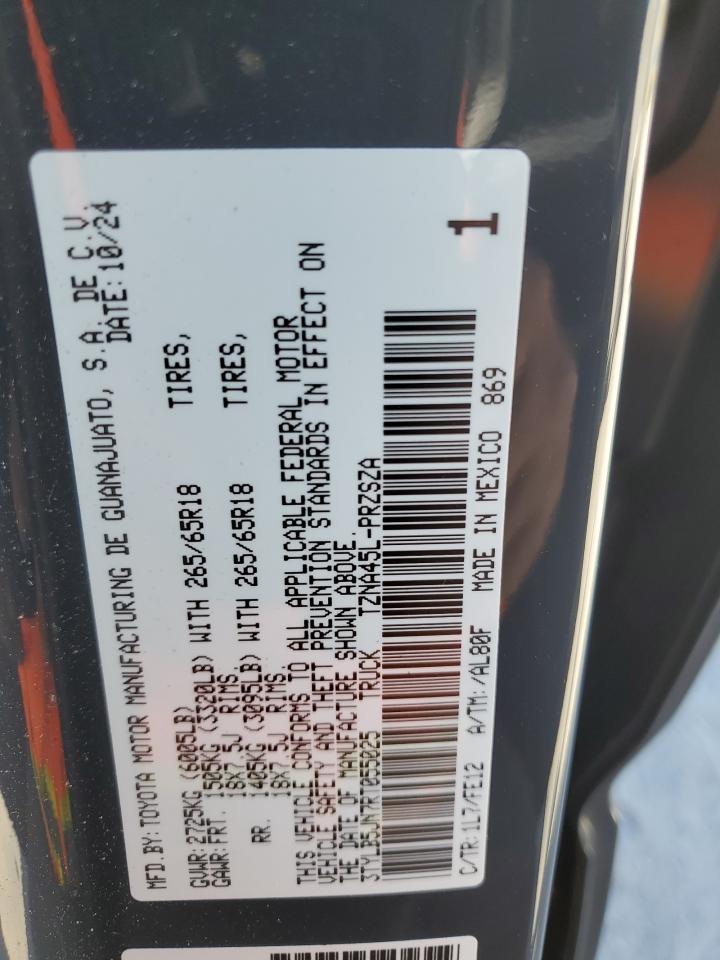 MFD.BY:TOYOTA MOTOR MANUFACTURING DE GUANAJUATO, S.A. DE C.V.
DATE:10/24
GVWR:2725KG (6005LB)
GAWR:FRT. 1505KG (3320LB) WITH 265/65R18 TIRES,
18X7.5J RIMS,
RR. 1405KG (3095LB) WITH 265/65R18 TIRES,
18X7.5J RIMS.
THIS VEHICLE CONFORMS TO ALL APPLICABLE FEDERAL MOTOR
VEHICLE SAFETY AND THEFT PREVENTION STANDARDS IN EFFECT ON
THE DATE OF MANUFACTURE SHOWN ABOVE.
TRUCK TZNA45L-PRZSZA
1
C/TR:1L7/FE12 A/TM:/AL80F MADE IN MEXICO 869